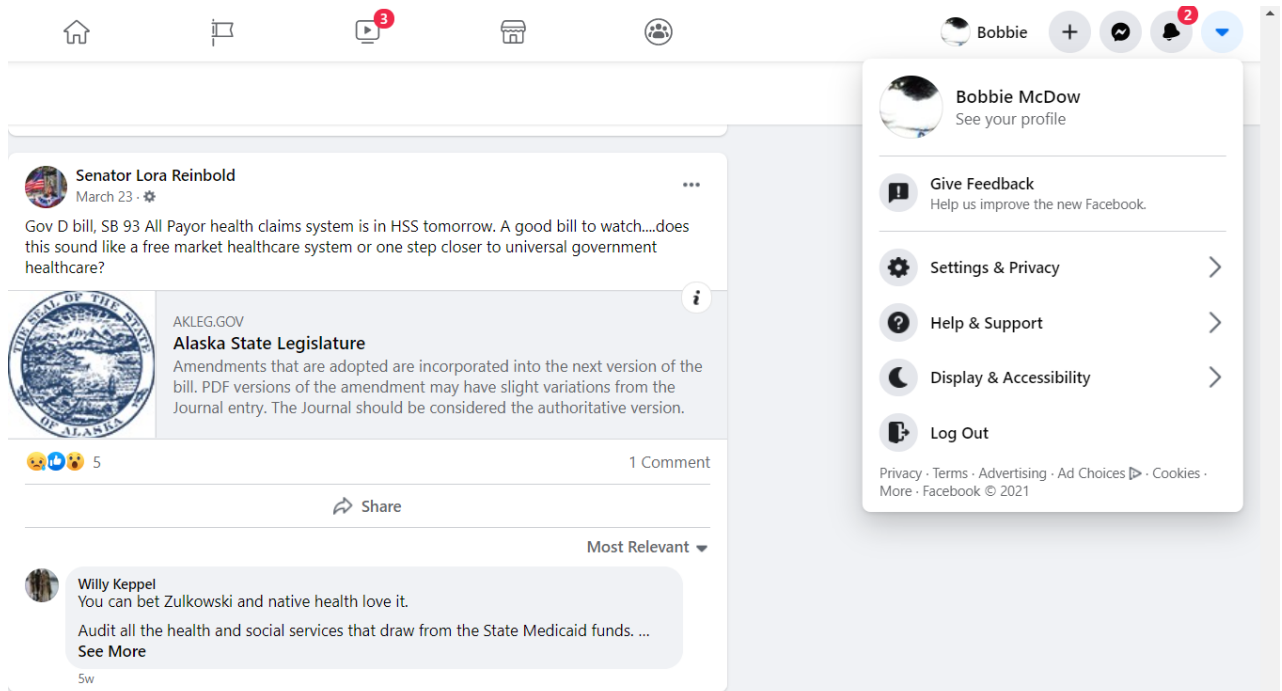 3
Bobbie
2
Bobbie McDow
See your profile
Give Feedback
Help us improve the new Facebook.
Settings & Privacy
Help & Support
Display & Accessibility
Log Out
Privacy · Terms · Advertising · Ad Choices · Cookies ·
More · Facebook © 2021
Senator Lora Reinbold
March 23 ·
Gov D bill, SB 93 All Payor health claims system is in HSS tomorrow. A good bill to watch....does
this sound like a free market healthcare system or one step closer to universal government
healthcare?
THE SEAL OF THE STATE
OF ALASKA
i
AKLEG.GOV
Alaska State Legislature
Amendments that are adopted are incorporated into the next version of the
bill. PDF versions of the amendment may have slight variations from the
Journal entry. The Journal should be considered the authoritative version.
5
1 Comment
Share
Most Relevant
Willy Keppel
You can bet Zulkowski and native health love it.
Audit all the health and social services that draw from the State Medicaid funds. ...
See More
5w